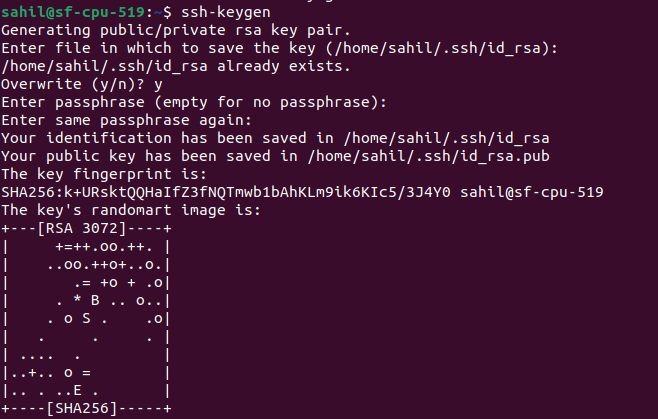 sahil@sf-cpu-519:~$ ssh-keygen
Generating public/private rsa key pair.
Enter file in which to save the key (/home/sahil/.ssh/id_rsa):
/home/sahil/.ssh/id_rsa already exists.
Overwrite (y/n)? y
Enter passphrase (empty for no passphrase):
Enter same passphrase again:
Your identification has been saved in /home/sahil/.ssh/id_rsa
Your public key has been saved in /home/sahil/.ssh/id_rsa.pub
The key fingerprint is:
SHA256:k+URsktQQHaIfZ3fNQTmwb1bAhKLm9ik6KIc5/3J4Y0 sahil@sf-cpu-519
The key's randomart image is:
+---[RSA 3072]----+
|     +=++.oo.++. |
|    ..oo.++o+..o.|
|       .= +o + .o|
|     . * B .. o..|
|    . o S .    .o|
|   .     .     . |
| ....  .         |
|..+.. o =        |
|.. . ..E .       |
+----[SHA256]-----+